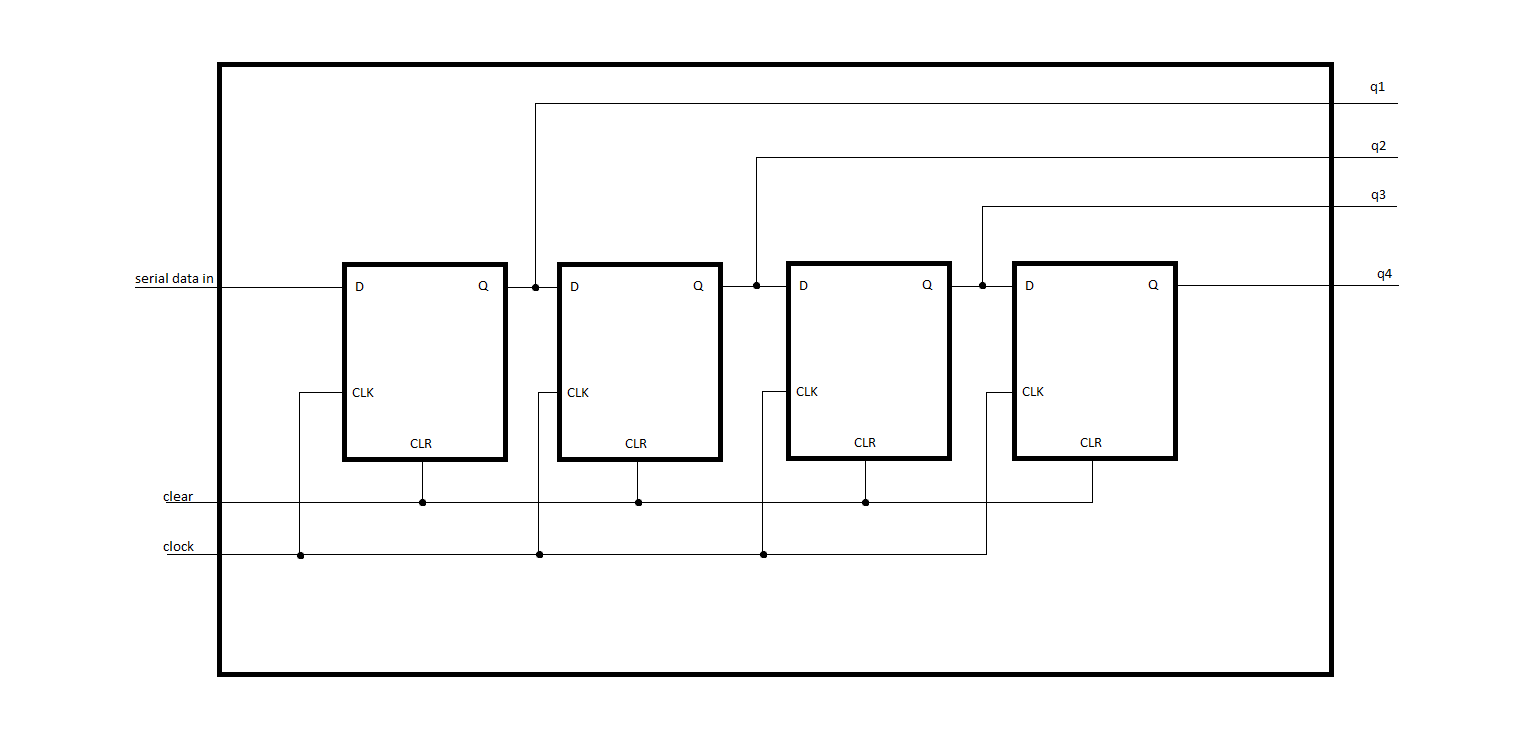 q1
q2
q3
serial data in
q4
D Q D Q D Q D Q
CLK CLK CLK CLK
CLR CLR CLR CLR
clear
clock